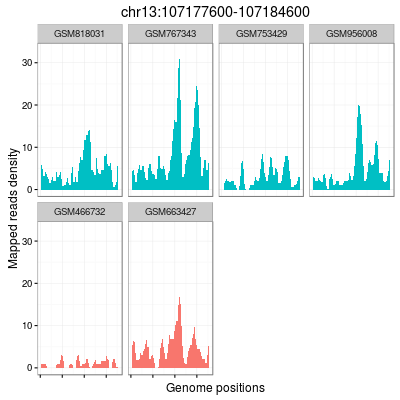 chr13:107177600-107184600
GSM818031 GSM767343 GSM753429 GSM956008
30
20
10
0
GSM466732 GSM663427
30
20
10
0
Mapped reads density
Genome positions